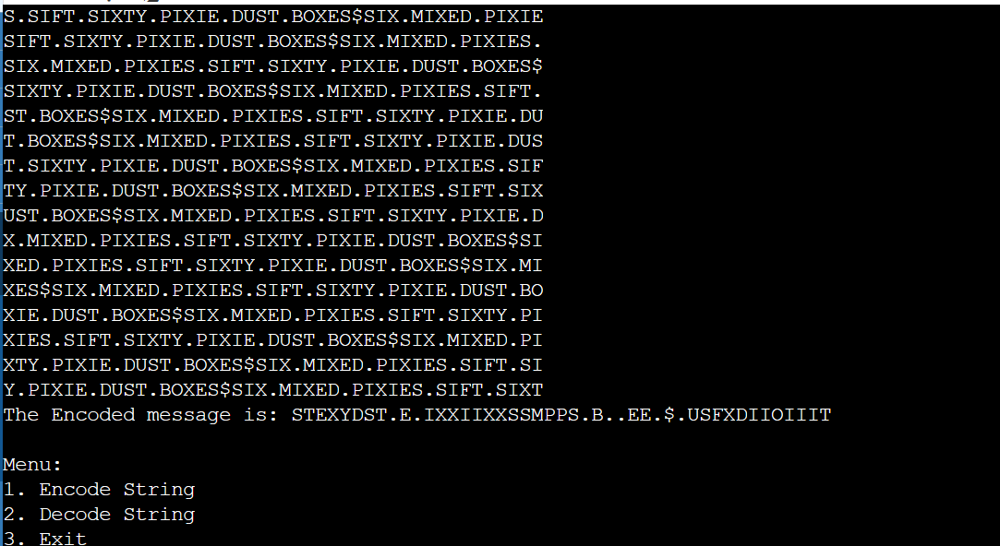 S.SIFT.SIXTY.PIXIE.DUST.BOXES$SIX.MIXED.PIXIE
SIFT.SIXTY.PIXIE.DUST.BOXES$SIX.MIXED.PIXIES.
SIX.MIXED.PIXIES.SIFT.SIXTY.PIXIE.DUST.BOXES$
SIXTY.PIXIE.DUST.BOXES$SIX.MIXED.PIXIES.SIFT.
ST.BOXES$SIX.MIXED.PIXIES.SIFT.SIXTY.PIXIE.DU
T.BOXES$SIX.MIXED.PIXIES.SIFT.SIXTY.PIXIE.DUS
T.SIXTY.PIXIE.DUST.BOXES$SIX.MIXED.PIXIES.SIF
TY.PIXIE.DUST.BOXES$SIX.MIXED.PIXIES.SIFT.SIX
UST.BOXES$SIX.MIXED.PIXIES.SIFT.SIXTY.PIXIE.D
X.MIXED.PIXIES.SIFT.SIXTY.PIXIE.DUST.BOXES$SI
XED.PIXIES.SIFT.SIXTY.PIXIE.DUST.BOXES$SIX.MI
XES$SIX.MIXED.PIXIES.SIFT.SIXTY.PIXIE.DUST.BO
XIE.DUST.BOXES$SIX.MIXED.PIXIES.SIFT.SIXTY.PI
XIES.SIFT.SIXTY.PIXIE.DUST.BOXES$SIX.MIXED.PI
XTY.PIXIE.DUST.BOXES$SIX.MIXED.PIXIES.SIFT.SI
Y.PIXIE.DUST.BOXES$SIX.MIXED.PIXIES.SIFT.SIXT
The Encoded message is: STEXYDST.E.IXXIIXXSSMPPS.B..EE.$.USFXDIIOIIIT
Menu:
1. Encode String
2. Decode String
3. Exit